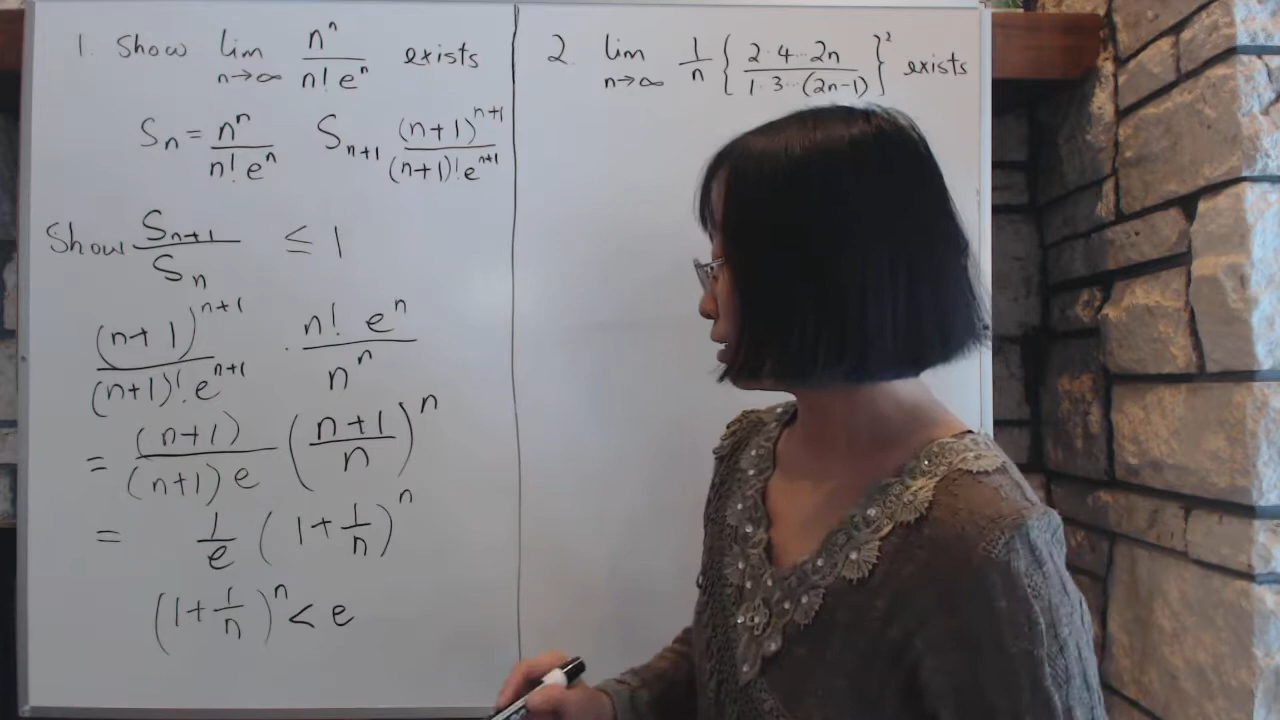 1. Show lim n→∞ n^n / n! e^n exists
S_n = n^n / n! e^n   S_{n+1} (n+1)^{n+1} / (n+1)! e^{n+1}
Show S_{n+1} / S_n ≤ 1
(n+1)^{n+1} / (n+1)! e^{n+1} · n! e^n / n^n
= (n+1) / (n+1) e ( n+1 / n )^n
= 1/e ( 1 + 1/n )^n
( 1 + 1/n )^n < e
2. lim n→∞ 1/n { 2·4··2n / 1·3··(2n-1) }^2 exists